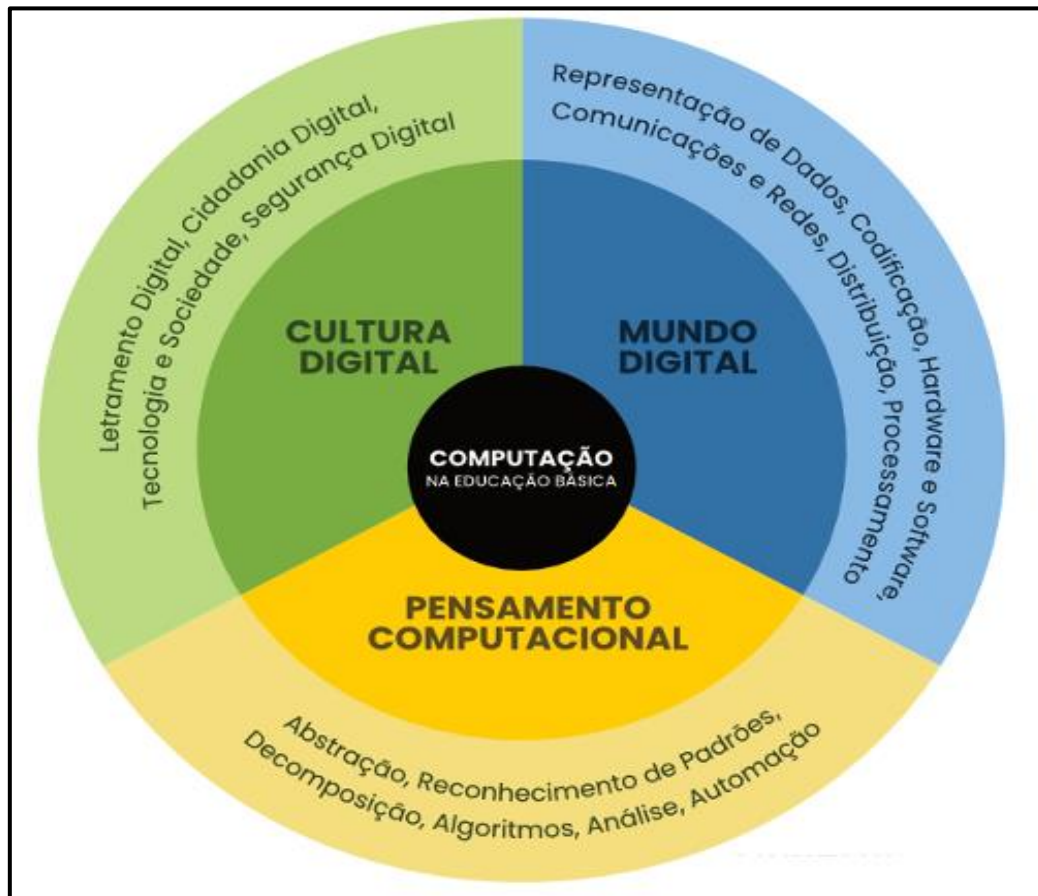 Letramento Digital, Cidadania Digital,
Tecnologia e Sociedade, Segurança Digital
Representação de Dados, Codificação, Hardware e Software,
Comunicações e Redes, Distribuição, Processamento
CULTURA
DIGITAL
MUNDO
DIGITAL
COMPUTAÇÃO
NA EDUCAÇÃO BÁSICA
PENSAMENTO
COMPUTACIONAL
Abstração, Reconhecimento de Padrões,
Decomposição, Algoritmos, Análise, Automação